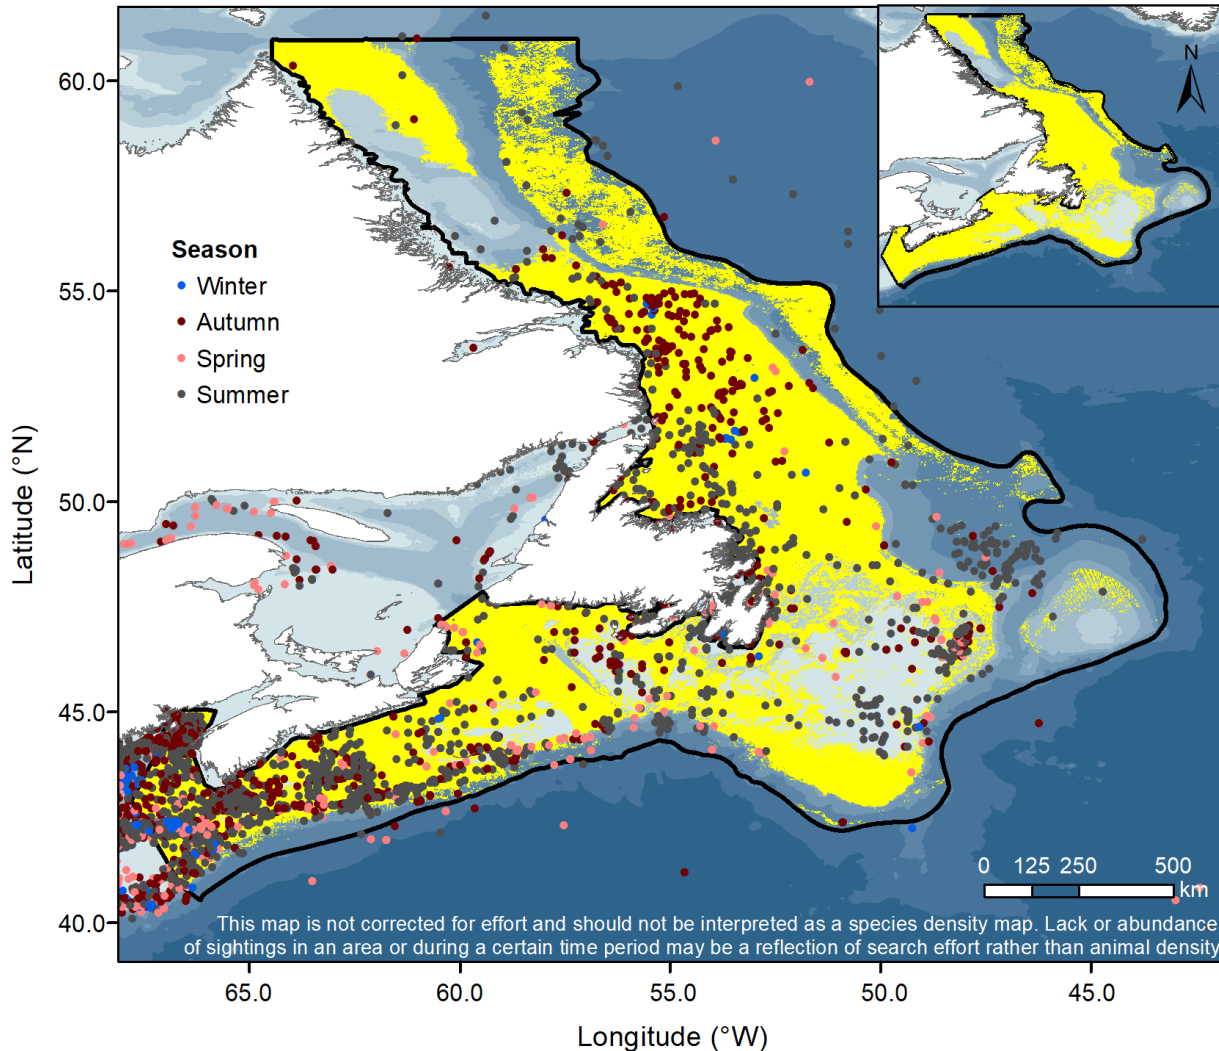 N
60.0
55.0
50.0
45.0
40.0
Latitude (°N)
Season
Winter
Autumn
Spring
Summer
0 125 250 500
km
This map is not corrected for effort and should not be interpreted as a species density map. Lack or abundance
of sightings in an area or during a certain time period may be a reflection of search effort rather than animal density
65.0 60.0 55.0 50.0 45.0
Longitude (°W)